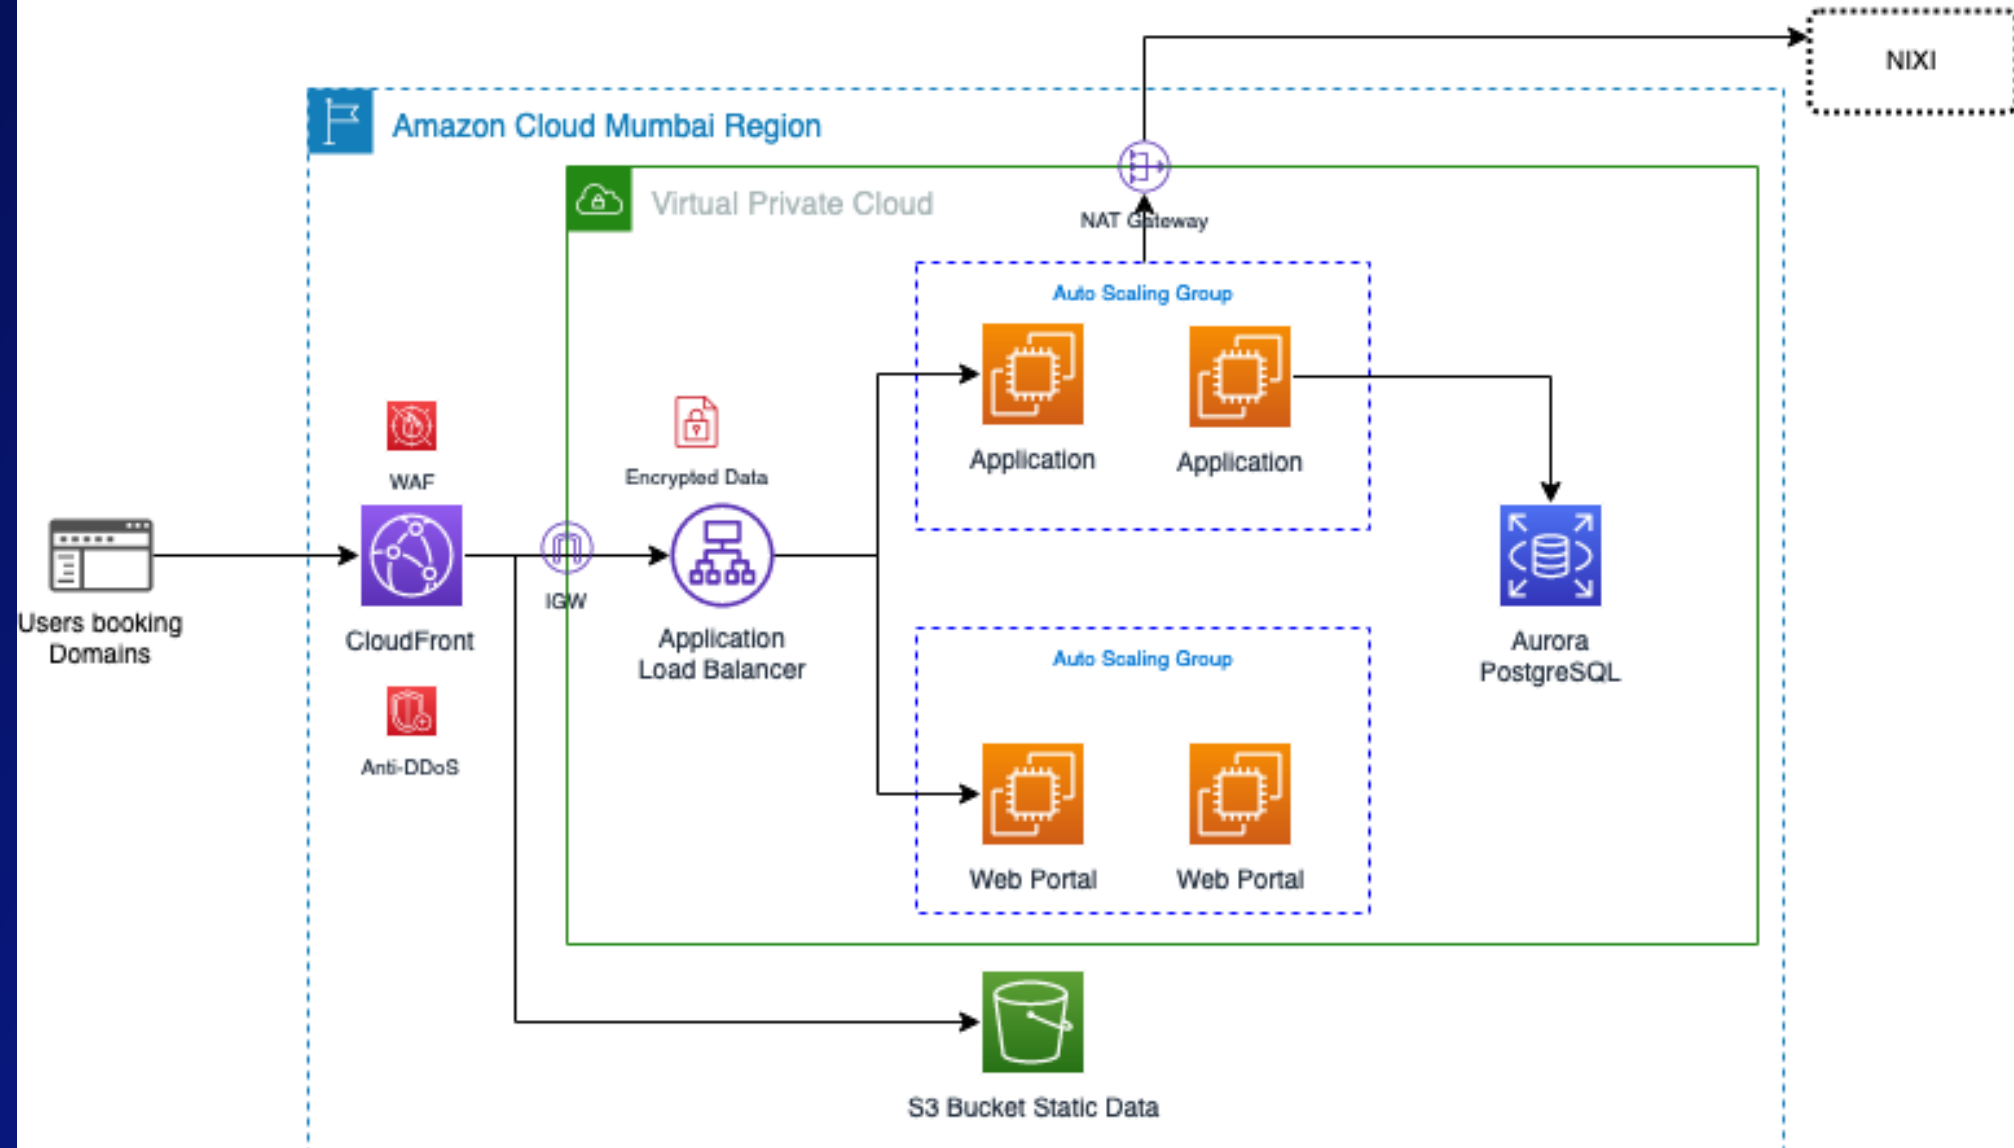 NIXI
Amazon Cloud Mumbai Region
Virtual Private Cloud
NAT Gateway
Auto Scaling Group
Application
Application
WAF
Encrypted Data
IGW
Users booking
Domains
CloudFront
Application
Load Balancer
Auto Scaling Group
Aurora
PostgreSQL
Anti-DDoS
Web Portal
Web Portal
S3 Bucket Static Data